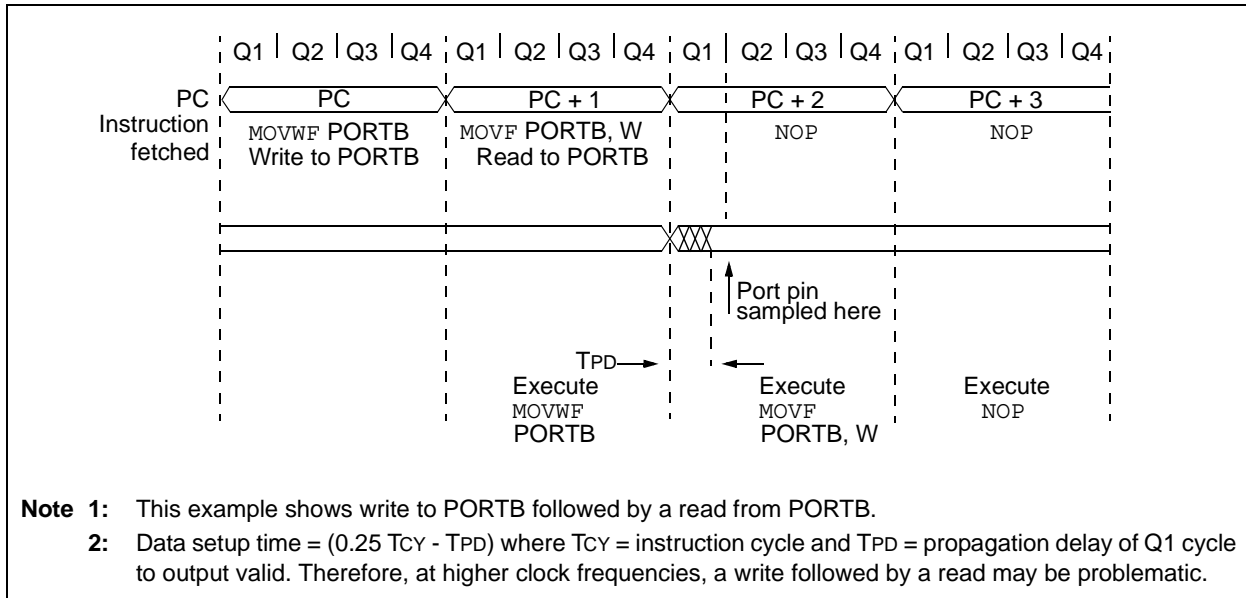 Q1 Q2 Q3 Q4 Q1 Q2 Q3 Q4 Q1 Q2 Q3 Q4 Q1 Q2 Q3 Q4
PC PC PC + 1 PC + 2 PC + 3
Instruction
fetched
MOVWF PORTB
Write to PORTB
MOVF PORTB, W
Read to PORTB
NOP
NOP
Port pin
sampled here
TPD
Execute
MOVWF
PORTB
Execute
MOVF
PORTB, W
Execute
NOP
Note 1: This example shows write to PORTB followed by a read from PORTB.
2: Data setup time = (0.25 TCY - TPD) where TCY = instruction cycle and TPD = propagation delay of Q1 cycle
to output valid. Therefore, at higher clock frequencies, a write followed by a read may be problematic.